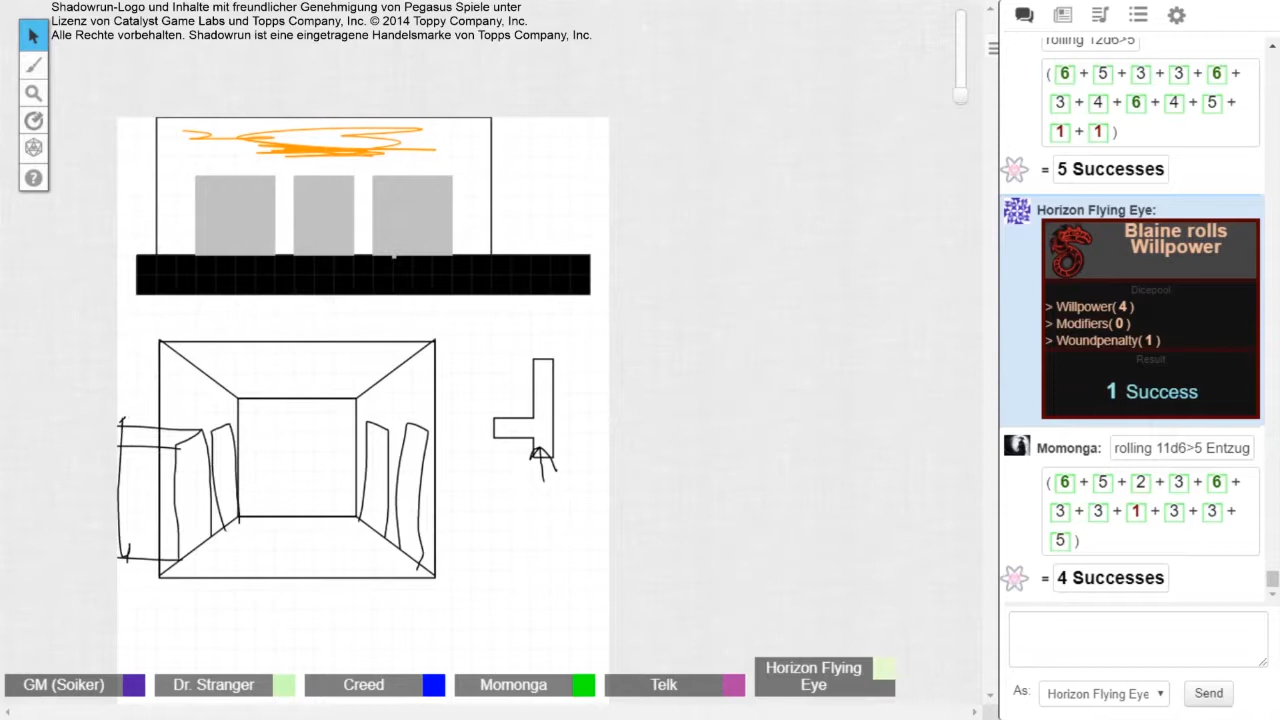 Shadowrun-Logo und Inhalte mit freundlicher Genehmigung von Pegasus Spiele unter
Lizenz von Catalyst Game Labs und Topps Company, Inc. © 2014 Topps Company, Inc.
Alle Rechte vorbehalten. Shadowrun ist eine eingetragene Handelsmarke von Topps Company, Inc.
rolling 12d6>5
( 6 + 5 + 3 + 3 + 6 +
3 + 4 + 6 + 4 + 5 +
1 + 1 )
= 5 Successes
Horizon Flying Eye:
Blaine rolls
Willpower
Dicepool
> Willpower( 4 )
> Modifiers( 0 )
> Woundpenalty( 1 )
Result
1 Success
Momonga: rolling 11d6>5 Entzug
( 6 + 5 + 2 + 3 + 6 +
3 + 3 + 1 + 3 + 3 +
5 )
= 4 Successes
GM (Soiker)
Dr. Stranger
Creed
Momonga
Telk
Horizon Flying
Eye
As: Horizon Flying Eye
Send